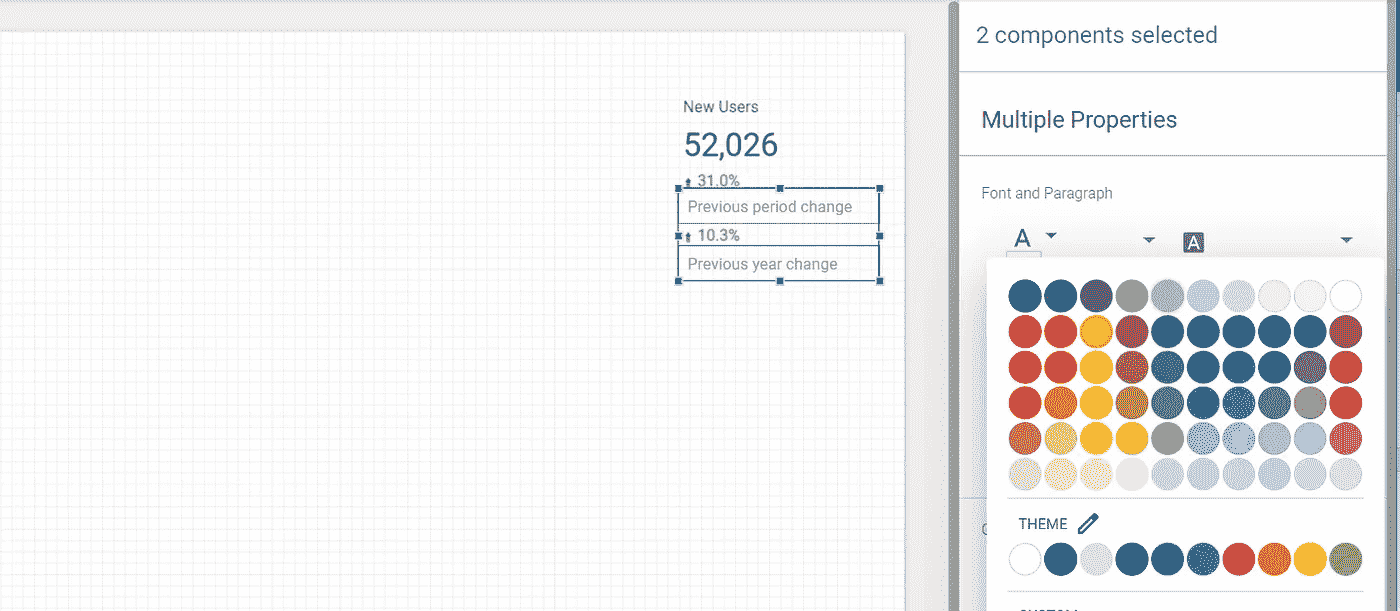 2 components selected
Multiple Properties
Font and Paragraph
A
A
New Users
52,026
31.0%
Previous period change
10.3%
Previous year change
THEME